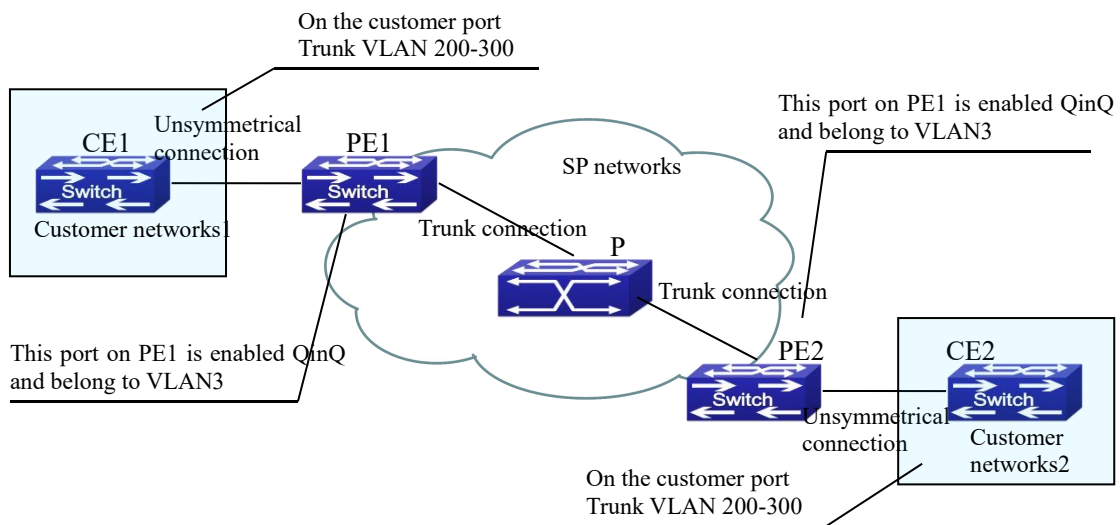 On the customer port
Trunk VLAN 200-300
This port on PE1 is enabled QinQ
and belong to VLAN3
Unsymmetrical
connection
CE1
PE1
SP networks
Switch
Switch
Customer networks1
Trunk connection
P
Trunk connection
This port on PE1 is enabled QinQ
and belong to VLAN3
PE2
CE2
Switch
Switch
Unsymmetrical
connection
Customer
networks2
On the customer port
Trunk VLAN 200-300